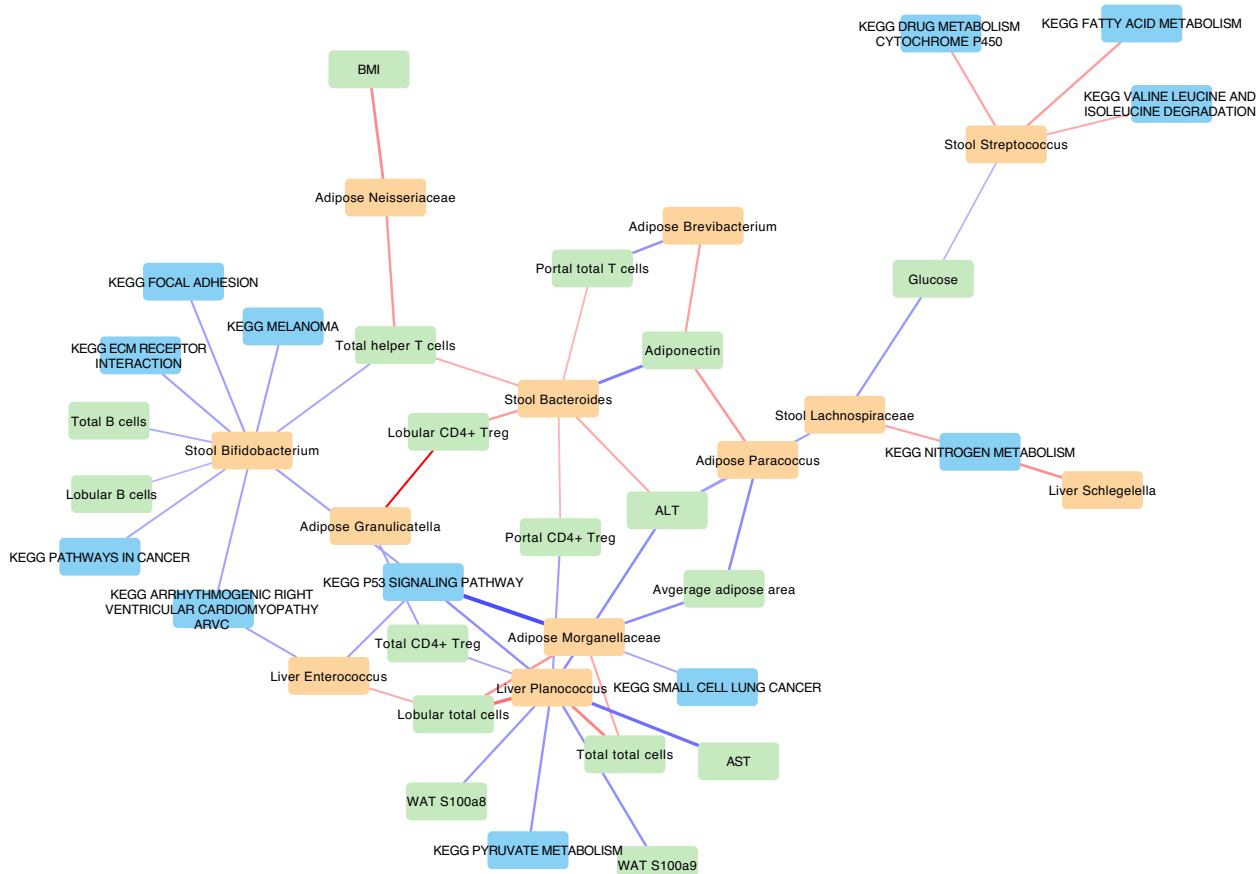 KEGG DRUG METABOLISM
CYTOCHROME P450
KEGG FATTY ACID METABOLISM
BMI
KEGG VALINE LEUCINE AND
ISOLEUCINE DEGRADATION
Stool Streptococcus
Adipose Neisseriaceae
Adipose Brevibacterium
Portal total T cells
KEGG FOCAL ADHESION
Glucose
KEGG MELANOMA
KEGG ECM RECEPTOR
INTERACTION
Total helper T cells
Adiponectin
Stool Bacteroides
Stool Lachnospiraceae
Total B cells
Lobular CD4+ Treg
Stool Bifidobacterium
KEGG NITROGEN METABOLISM
Adipose Paracoccus
Lobular B cells
Liver Schlegelella
ALT
Adipose Granulicatella
Portal CD4+ Treg
KEGG PATHWAYS IN CANCER
KEGG P53 SIGNALING PATHWAY
Avgerage adipose area
KEGG ARRHYTHMOGENIC RIGHT
VENTRICULAR CARDIOMYOPATHY
ARVC
Adipose Morganellaceae
Total CD4+ Treg
Liver Enterococcus
Liver Planococcus
KEGG SMALL CELL LUNG CANCER
Lobular total cells
Total total cells
AST
WAT S100a8
KEGG PYRUVATE METABOLISM
WAT S100a9